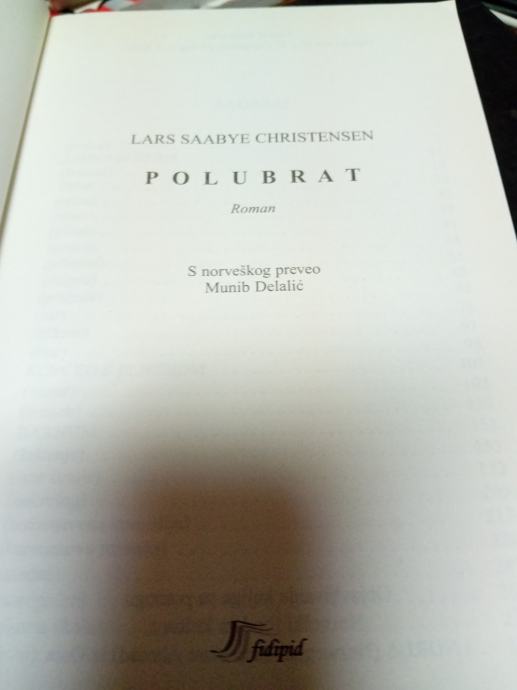 LARS SAABYE CHRISTENSEN
POLUBRAT
Roman
S norveškog preveo
Munib Delalić
fidipid